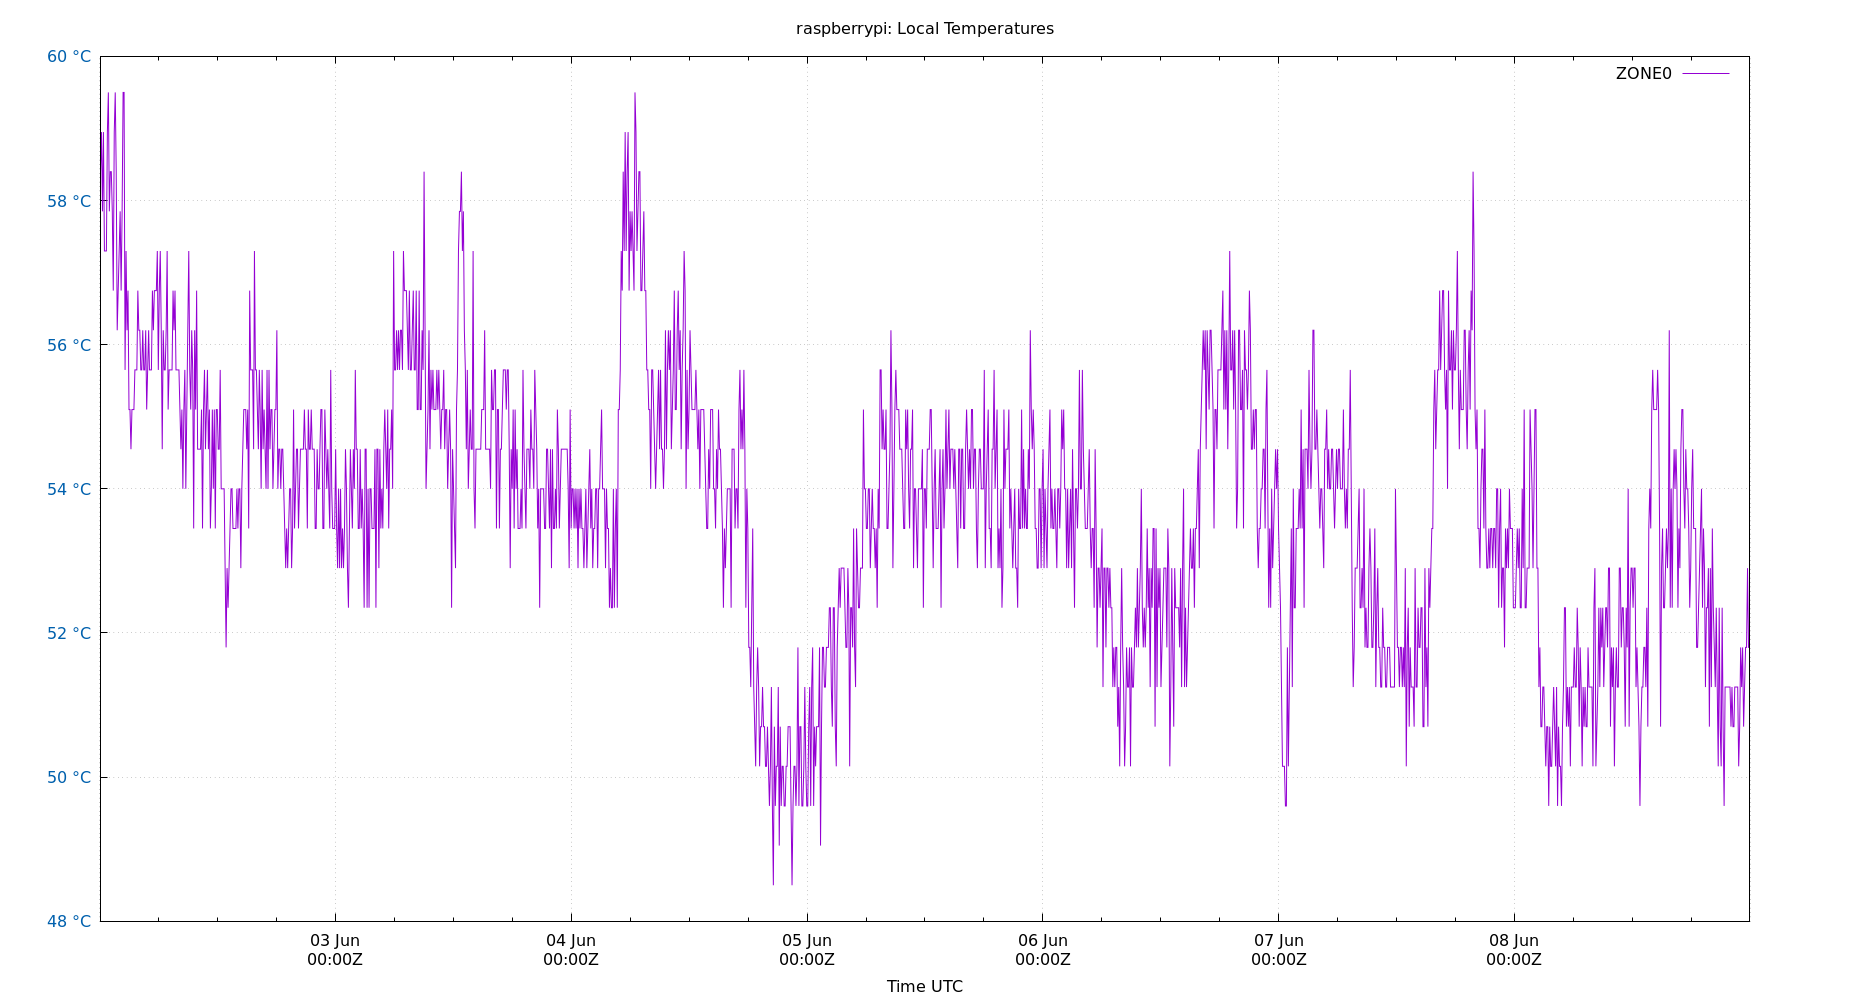 raspberrypi: Local Temperatures
60 °C
ZONE0
58 °C
56 °C
54 °C
52 °C
50 °C
48 °C
03 Jun 04 Jun 05 Jun 06 Jun 07 Jun 08 Jun
00:00Z 00:00Z 00:00Z 00:00Z 00:00Z 00:00Z
Time UTC